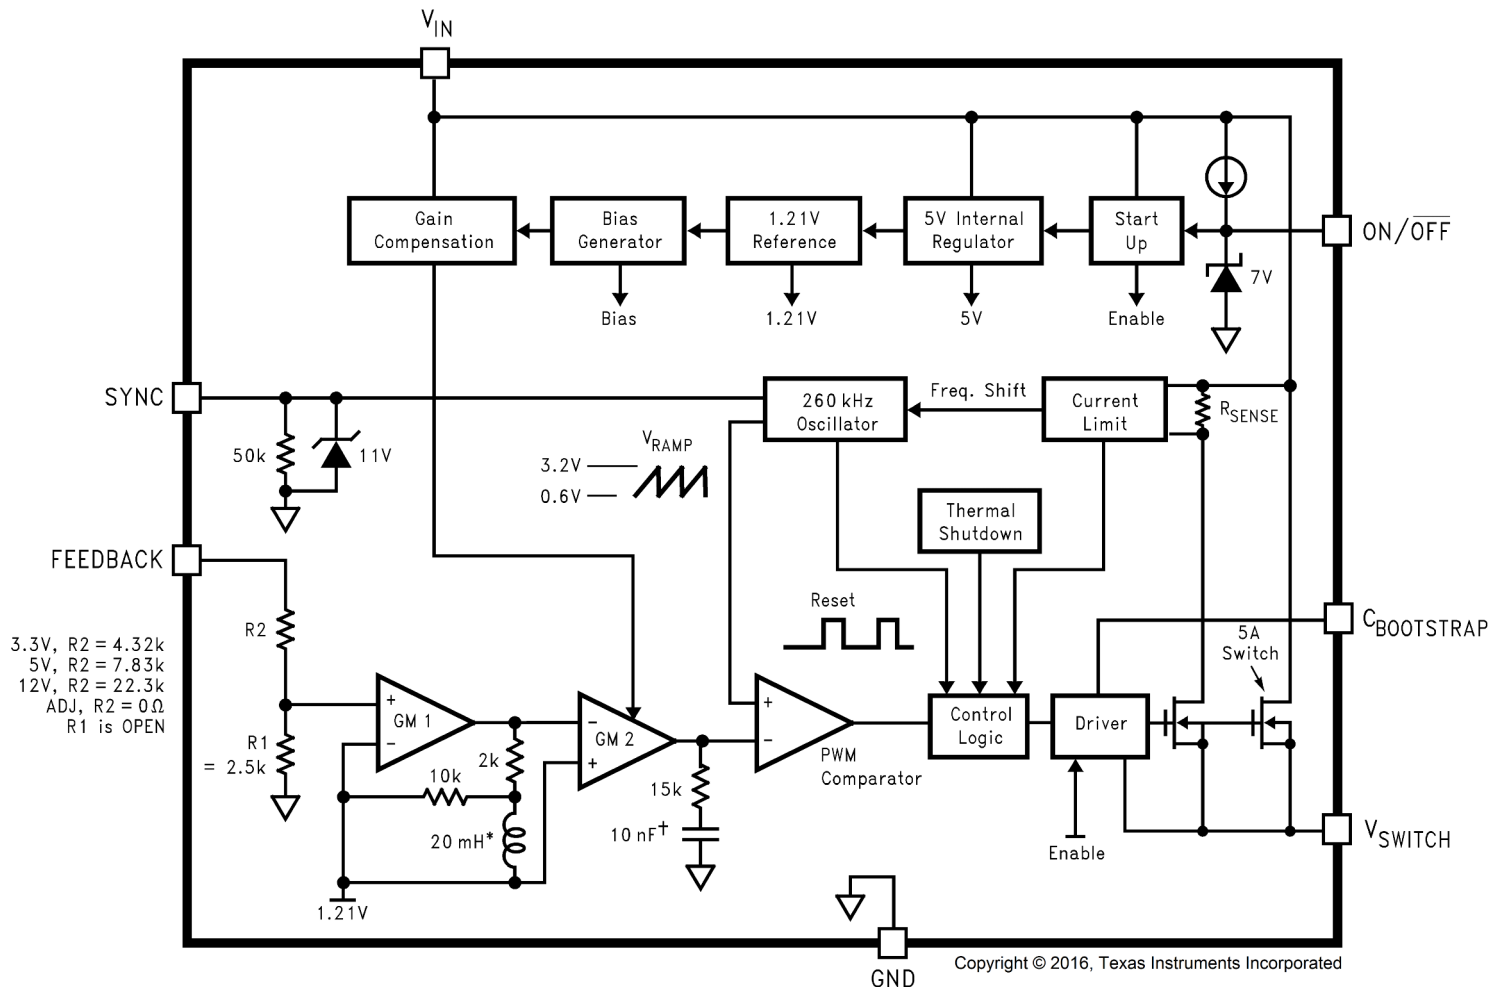 VIN
Gain
Compensation
Bias
Generator
1.21V
Reference
5V Internal
Regulator
Start
Up
ON/OFF
7V
Bias
1.21V
5V
Enable
SYNC
50k
11V
VRAMP
3.2V
0.6V
260 kHz
Oscillator
Freq. Shift
Current
Limit
RSENSE
Thermal
Shutdown
FEEDBACK
R2
3.3V, R2 = 4.32k
5V, R2 = 7.83k
12V, R2 = 22.3k
ADJ, R2 = 0Ω
R1 is OPEN
R1
= 2.5k
Reset
CBOOTSTRAP
5A
Switch
+
GM 1
−
−
GM 2
+
2k
10k
20 mH*
1.21V
15k
10 nF†
+
−
PWM
Comparator
Control
Logic
Driver
Enable
VSWITCH
GND
Copyright © 2016, Texas Instruments Incorporated